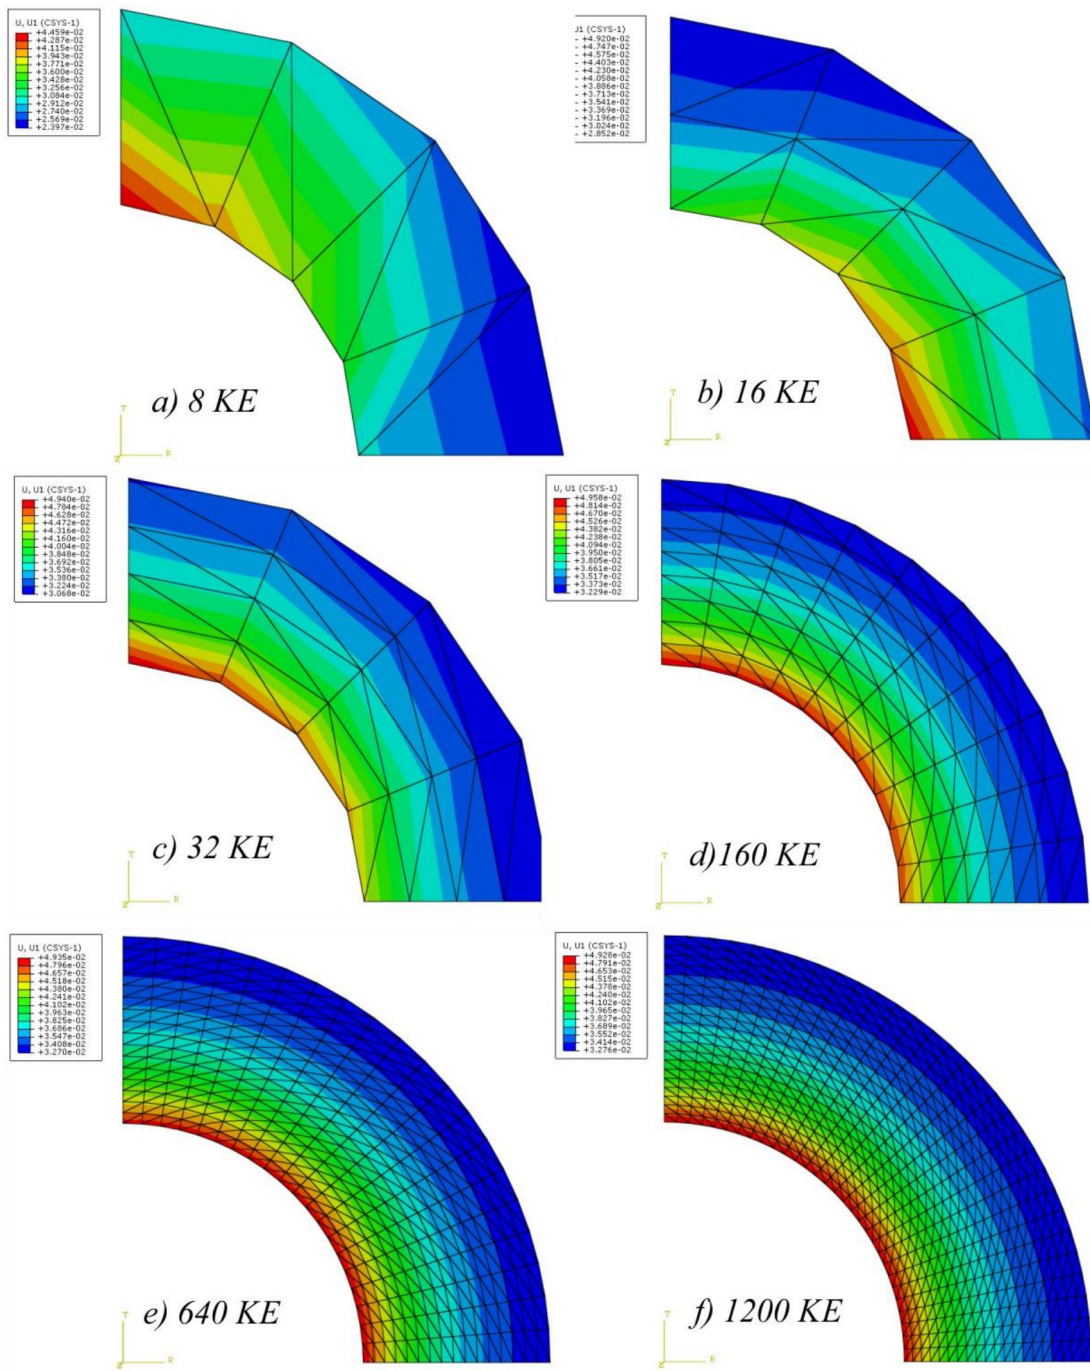 U, U1 (CSYS-1)
+4.459e-02
+4.287e-02
+4.115e-02
+3.943e-02
+3.771e-02
+3.600e-02
+3.428e-02
+3.256e-02
+3.084e-02
+2.912e-02
+2.740e-02
+2.569e-02
+2.397e-02
T
Z
R
a) 8 KE
J1 (CSYS-1)
+4.920e-02
+4.747e-02
+4.575e-02
+4.403e-02
+4.230e-02
+4.058e-02
+3.886e-02
+3.713e-02
+3.541e-02
+3.369e-02
+3.196e-02
+3.024e-02
+2.852e-02
T
Z
R
b) 16 KE
U, U1 (CSYS-1)
+4.940e-02
+4.784e-02
+4.628e-02
+4.472e-02
+4.316e-02
+4.160e-02
+4.004e-02
+3.848e-02
+3.692e-02
+3.536e-02
+3.380e-02
+3.224e-02
+3.068e-02
T
Z
R
c) 32 KE
U, U1 (CSYS-1)
+4.958e-02
+4.814e-02
+4.670e-02
+4.526e-02
+4.382e-02
+4.238e-02
+4.094e-02
+3.950e-02
+3.805e-02
+3.661e-02
+3.517e-02
+3.373e-02
+3.229e-02
T
Z
R
d)160 KE
U, U1 (CSYS-1)
+4.935e-02
+4.796e-02
+4.657e-02
+4.518e-02
+4.380e-02
+4.241e-02
+4.102e-02
+3.963e-02
+3.825e-02
+3.686e-02
+3.547e-02
+3.408e-02
+3.270e-02
T
Z
R
e) 640 KE
U, U1 (CSYS-1)
+4.928e-02
+4.791e-02
+4.653e-02
+4.515e-02
+4.378e-02
+4.240e-02
+4.102e-02
+3.965e-02
+3.827e-02
+3.689e-02
+3.552e-02
+3.414e-02
+3.276e-02
T
Z
R
f) 1200 KE